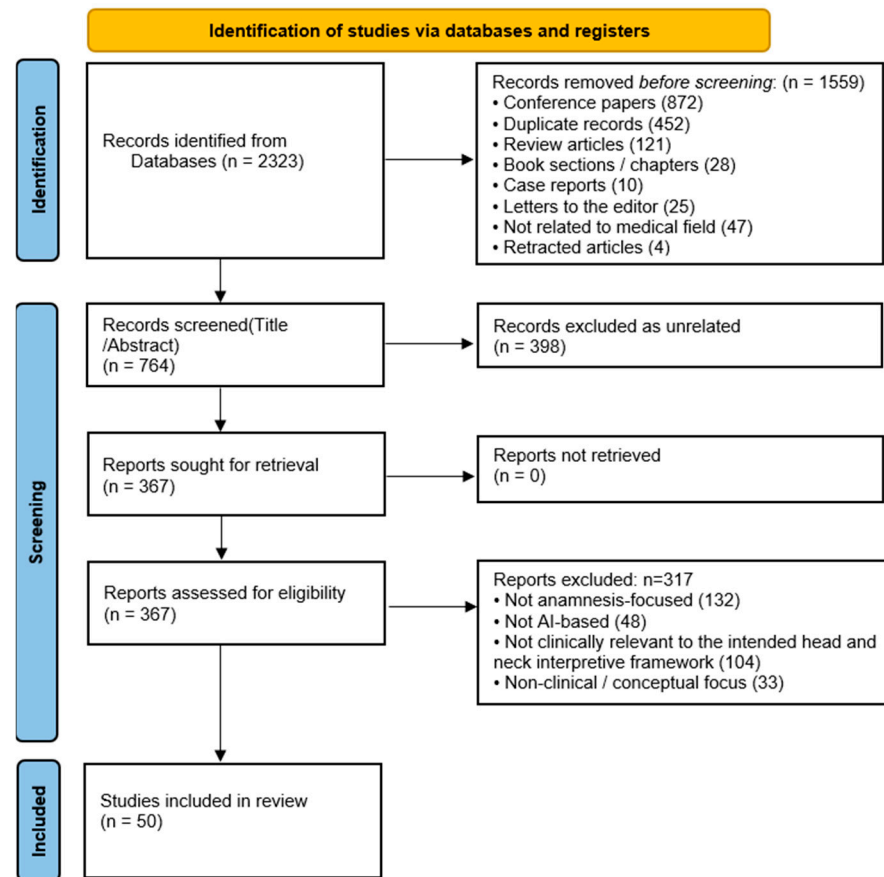 Identification of studies via databases and registers
Identification
Records identified from
Databases (n = 2323)
Records removed before screening: (n = 1559)
• Conference papers (872)
• Duplicate records (452)
• Review articles (121)
• Book sections / chapters (28)
• Case reports (10)
• Letters to the editor (25)
• Not related to medical field (47)
• Retracted articles (4)
Screening
Records screened(Title
/Abstract)
(n = 764)
Records excluded as unrelated
(n = 398)
Reports sought for retrieval
(n = 367)
Reports not retrieved
(n = 0)
Reports assessed for eligibility
(n = 367)
Reports excluded: n=317
• Not anamnesis-focused (132)
• Not AI-based (48)
• Not clinically relevant to the intended head and
neck interpretive framework (104)
• Non-clinical / conceptual focus (33)
Included
Studies included in review
(n = 50)